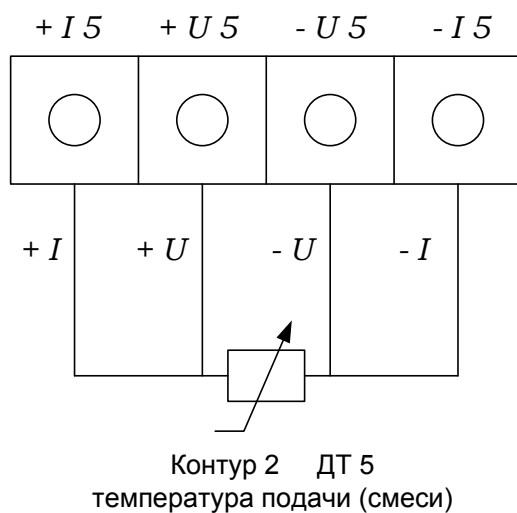 + I 5 + U 5 - U 5 - I 5
+ I + U - U - I
Контур 2 ДТ 5
температура подачи (смеси)